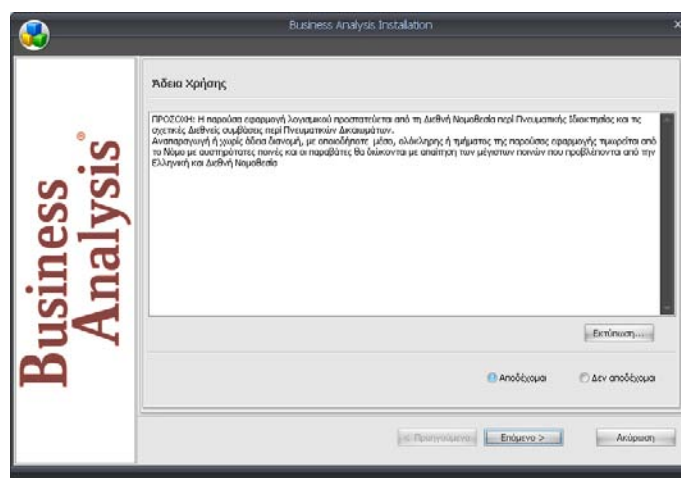 Business Analysis Installation
Άδεια Χρήσης
ΠΡΟΣΟΧΗ: Η παρούσα εφαρμογή λογισμικού προστατεύεται από τη Διεθνή Νομοθεσία περί Πνευματικής Ιδιοκτησίας και τις
σχετικές Διεθνείς συμβάσεις περί Πνευματικών Δικαιωμάτων.
Αναπαραγωγή ή χωρίς άδεια διανομή, με οποιοδήποτε μέσο, ολόκληρης ή τμήματος της παρούσας εφαρμογής τιμωρείται από
το Νόμο με αυστηρότατες ποινές και οι παραβάτες θα διώκονται με απαίτηση των μέγιστων ποινών που προβλέπονται από την
Ελληνική και Διεθνή Νομοθεσία
Business
Analysis
Εκτύπωση...
Αποδέχομαι
Δεν αποδέχομαι
< Προηγούμενο
Επόμενο >
Ακύρωση